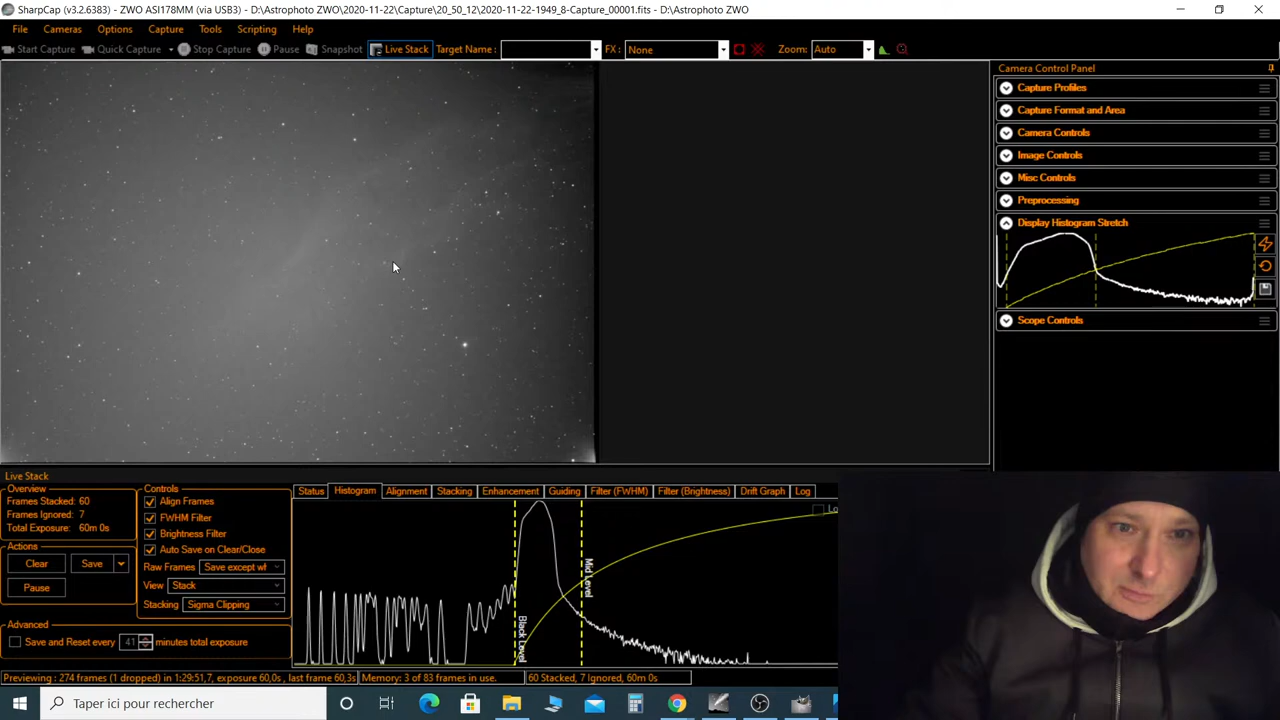 SharpCap (v3.2.6383) - ZWO ASI178MM (via USB3) - D:\Astrophoto ZWO\2020-11-22\Capture\20_50_12\2020-11-22-1949_8-Capture_00001.fits - D:\Astrophoto ZWO
File Cameras Options Capture Tools Scripting Help
Start Capture Quick Capture Stop Capture Pause Snapshot Live Stack Target Name : FX : None Zoom: Auto
Camera Control Panel
Capture Profiles
Capture Format and Area
Camera Controls
Image Controls
Misc Controls
Preprocessing
Display Histogram Stretch
Scope Controls
Live Stack
Overview
Frames Stacked: 60
Frames Ignored: 7
Total Exposure: 60m 0s
Actions
Clear Save
Pause
Controls
Align Frames
FWHM Filter
Brightness Filter
Auto Save on Clear/Close
Raw Frames Save except wh
View Stack
Stacking Sigma Clipping
Advanced
Save and Reset every 41 minutes total exposure
Status Histogram Alignment Stacking Enhancement Guiding Filter (FWHM) Filter (Brightness) Drift Graph Log
Black Level
Mid Level
Previewing : 274 frames (1 dropped) in 1:29:51,7, exposure 60,0s , last frame 60,3s Memory: 3 of 83 frames in use. 60 Stacked, 7 Ignored, 60m 0s
Taper ici pour rechercher